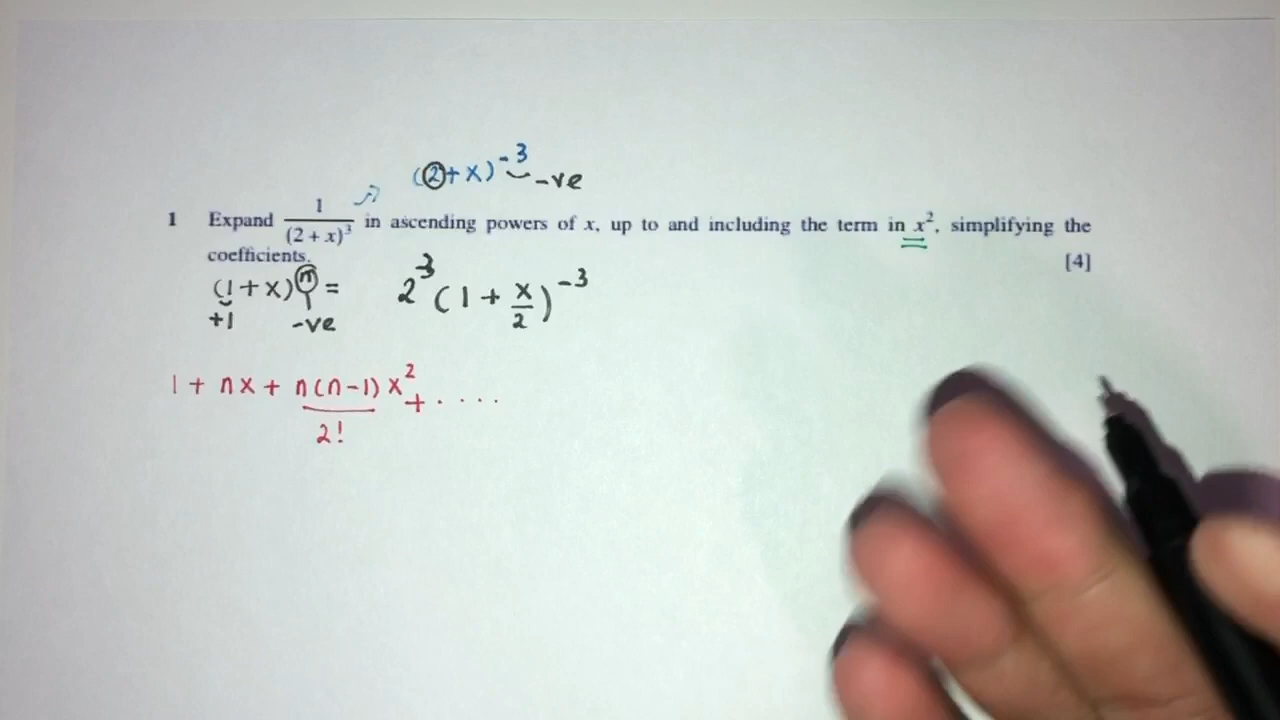 (2+x)^-3 -ve
1 Expand 1/(2 + x)^3 in ascending powers of x, up to and including the term in x^2, simplifying the
coefficients. [4]
(1+x)^n = 2^3 (1 + x/2)^-3
+1 -ve
1 + nx + n(n-1)/2! x^2 + ....